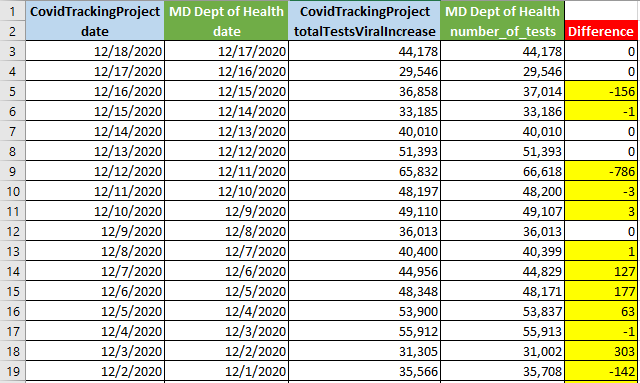 1 CovidTrackingProject MD Dept of Health CovidTrackingProject MD Dept of Health
2 date date totalTestsViralIncrease number_of_tests Difference
3 12/18/2020 12/17/2020 44,178 44,178 0
4 12/17/2020 12/16/2020 29,546 29,546 0
5 12/16/2020 12/15/2020 36,858 37,014 -156
6 12/15/2020 12/14/2020 33,185 33,186 -1
7 12/14/2020 12/13/2020 40,010 40,010 0
8 12/13/2020 12/12/2020 51,393 51,393 0
9 12/12/2020 12/11/2020 65,832 66,618 -786
10 12/11/2020 12/10/2020 48,197 48,200 -3
11 12/10/2020 12/9/2020 49,110 49,107 3
12 12/9/2020 12/8/2020 36,013 36,013 0
13 12/8/2020 12/7/2020 40,400 40,399 1
14 12/7/2020 12/6/2020 44,956 44,829 127
15 12/6/2020 12/5/2020 48,348 48,171 177
16 12/5/2020 12/4/2020 53,900 53,837 63
17 12/4/2020 12/3/2020 55,912 55,913 -1
18 12/3/2020 12/2/2020 31,305 31,002 303
19 12/2/2020 12/1/2020 35,566 35,708 -142